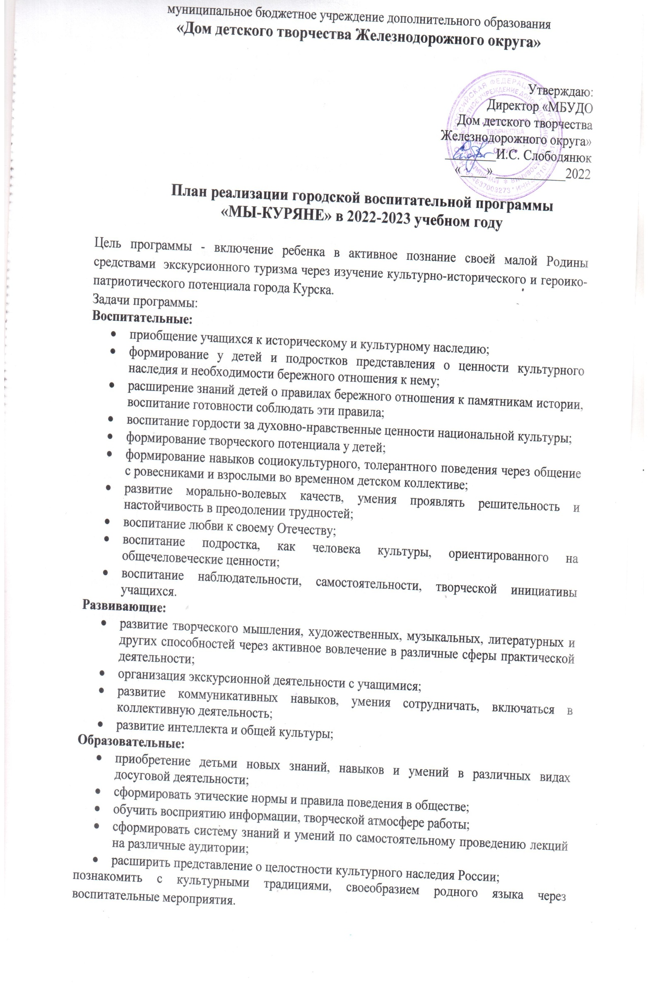 муниципальное бюджетное учреждение дополнительного образования
«Дом детского творчества Железнодорожного округа»
Утверждаю:
Директор «МБУДО
Дом детского творчества
Железнодорожного округа»
________И.С. Слободянюк
«____» ___________2022
План реализации городской воспитательной программы
«МЫ-КУРЯНЕ» в 2022-2023 учебном году
Цель программы - включение ребенка в активное познание своей малой Родины
средствами экскурсионного туризма через изучение культурно-исторического и героико-
патриотического потенциала города Курска.
Задачи программы:
Воспитательные:
• приобщение учащихся к историческому и культурному наследию;
• формирование у детей и подростков представления о ценности культурного
наследия и необходимости бережного отношения к нему;
• расширение знаний детей о правилах бережного отношения к памятникам истории,
воспитание готовности соблюдать эти правила;
• воспитание гордости за духовно-нравственные ценности национальной культуры;
• формирование творческого потенциала у детей;
• формирование навыков социокультурного, толерантного поведения через общение
с ровесниками и взрослыми во временном детском коллективе;
• развитие морально-волевых качеств, умения проявлять решительность и
настойчивость в преодолении трудностей;
• воспитание любви к своему Отечеству;
• воспитание подростка, как человека культуры, ориентированного на
общечеловеческие ценности;
• воспитание наблюдательности, самостоятельности, творческой инициативы
учащихся.
Развивающие:
• развитие творческого мышления, художественных, музыкальных, литературных и
других способностей через активное вовлечение в различные сферы практической
деятельности;
• организация экскурсионной деятельности с учащимися;
• развитие коммуникативных навыков, умения сотрудничать, включаться в
коллективную деятельность;
• развитие интеллекта и общей культуры;
Образовательные:
• приобретение детьми новых знаний, навыков и умений в различных видах
досуговой деятельности;
• сформировать этические нормы и правила поведения в обществе;
• обучить восприятию информации, творческой атмосфере работы;
• сформировать систему знаний и умений по самостоятельному проведению лекций
на различные аудитории;
• расширить представление о целостности культурного наследия России;
познакомить с культурными традициями, своеобразием родного языка через
воспитательные мероприятия.